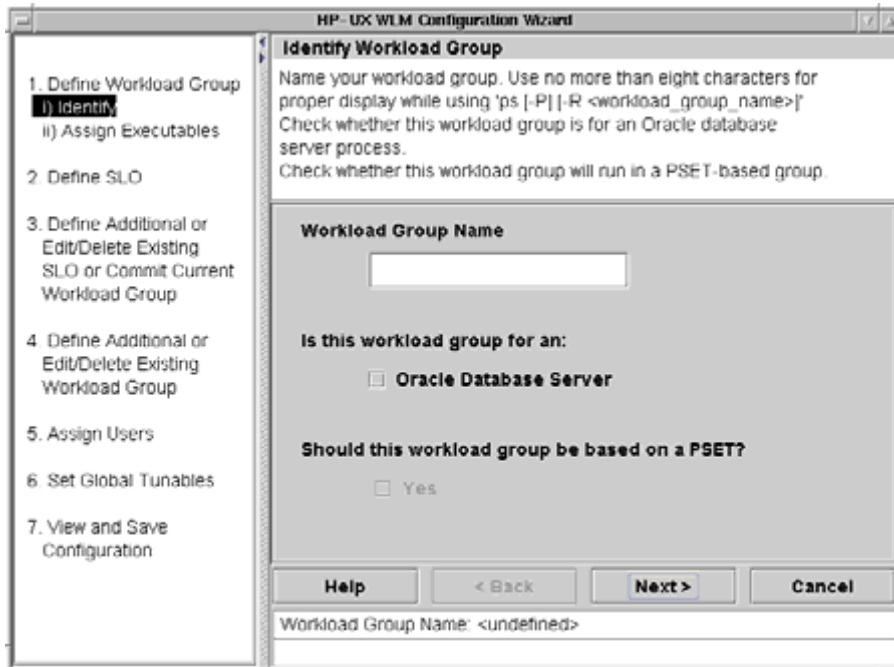 HP-UX WLM Configuration Wizard
1. Define Workload Group
i) Identify
ii) Assign Executables
2. Define SLO
3. Define Additional or
Edit/Delete Existing
SLO or Commit Current
Workload Group
4. Define Additional or
Edit/Delete Existing
Workload Group
5. Assign Users
6. Set Global Tunables
7. View and Save
Configuration
Identify Workload Group
Name your workload group. Use no more than eight characters for
proper display while using 'ps [-P] [-R <workload_group_name>]'
Check whether this workload group is for an Oracle database
server process.
Check whether this workload group will run in a PSET-based group.
Workload Group Name
Is this workload group for an:
Oracle Database Server
Should this workload group be based on a PSET?
Yes
Help
< Back
Next >
Cancel
Workload Group Name: <undefined>